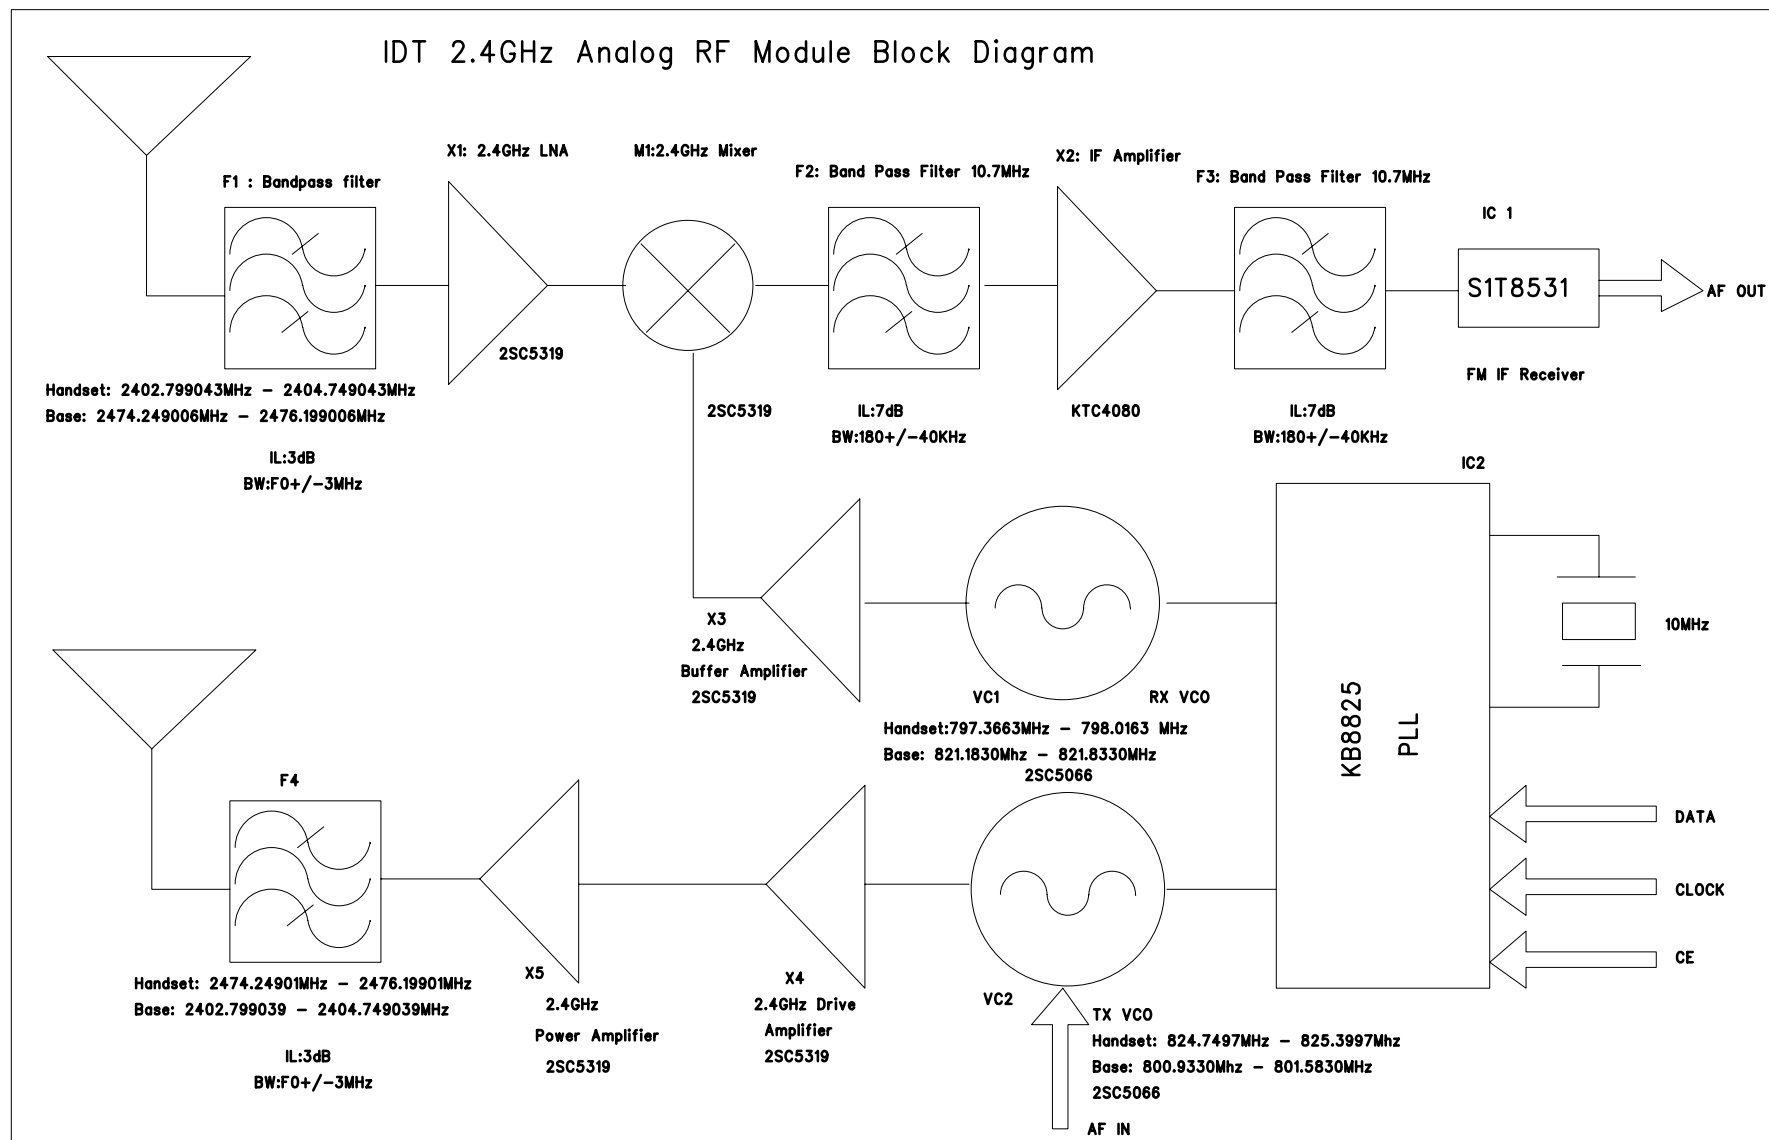 IDT 2.4GHz Analog RF Module Block Diagram
X1: 2.4GHz LNA
M1:2.4GHz Mixer
X2: IF Amplifier
F1 : Bandpass filter
F2: Band Pass Filter 10.7MHz
F3: Band Pass Filter 10.7MHz
IC 1
S1T8531
AF OUT
2SC5319
FM IF Receiver
Handset: 2402.799043MHz - 2404.749043MHz
Base: 2474.249006MHz - 2476.199006MHz
2SC5319
IL:7dB
BW:180+/-40KHz
KTC4080
IL:7dB
BW:180+/-40KHz
IL:3dB
BW:F0+/-3MHz
IC2
X3
2.4GHz
Buffer Amplifier
2SC5319
VC1
RX VCO
Handset:797.3663MHz - 798.0163 MHz
Base: 821.1830Mhz - 821.8330MHz
2SC5066
KB8825
PLL
10MHz
DATA
CLOCK
CE
F4
Handset: 2474.24901MHz - 2476.19901MHz
Base: 2402.799039 - 2404.749039MHz
IL:3dB
BW:F0+/-3MHz
X5
2.4GHz
Power Amplifier
2SC5319
X4
2.4GHz Drive
Amplifier
2SC5319
VC2
TX VCO
Handset: 824.7497MHz - 825.3997Mhz
Base: 800.9330Mhz - 801.5830MHz
2SC5066
AF IN